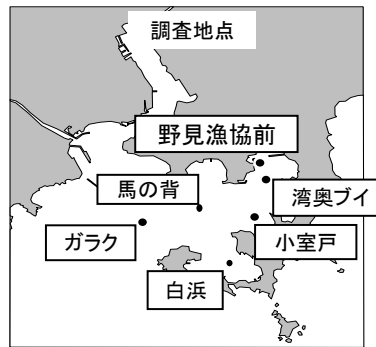 調査地点
野見漁協前
馬の背
湾奥ブイ
ガラク
小室戸
白浜